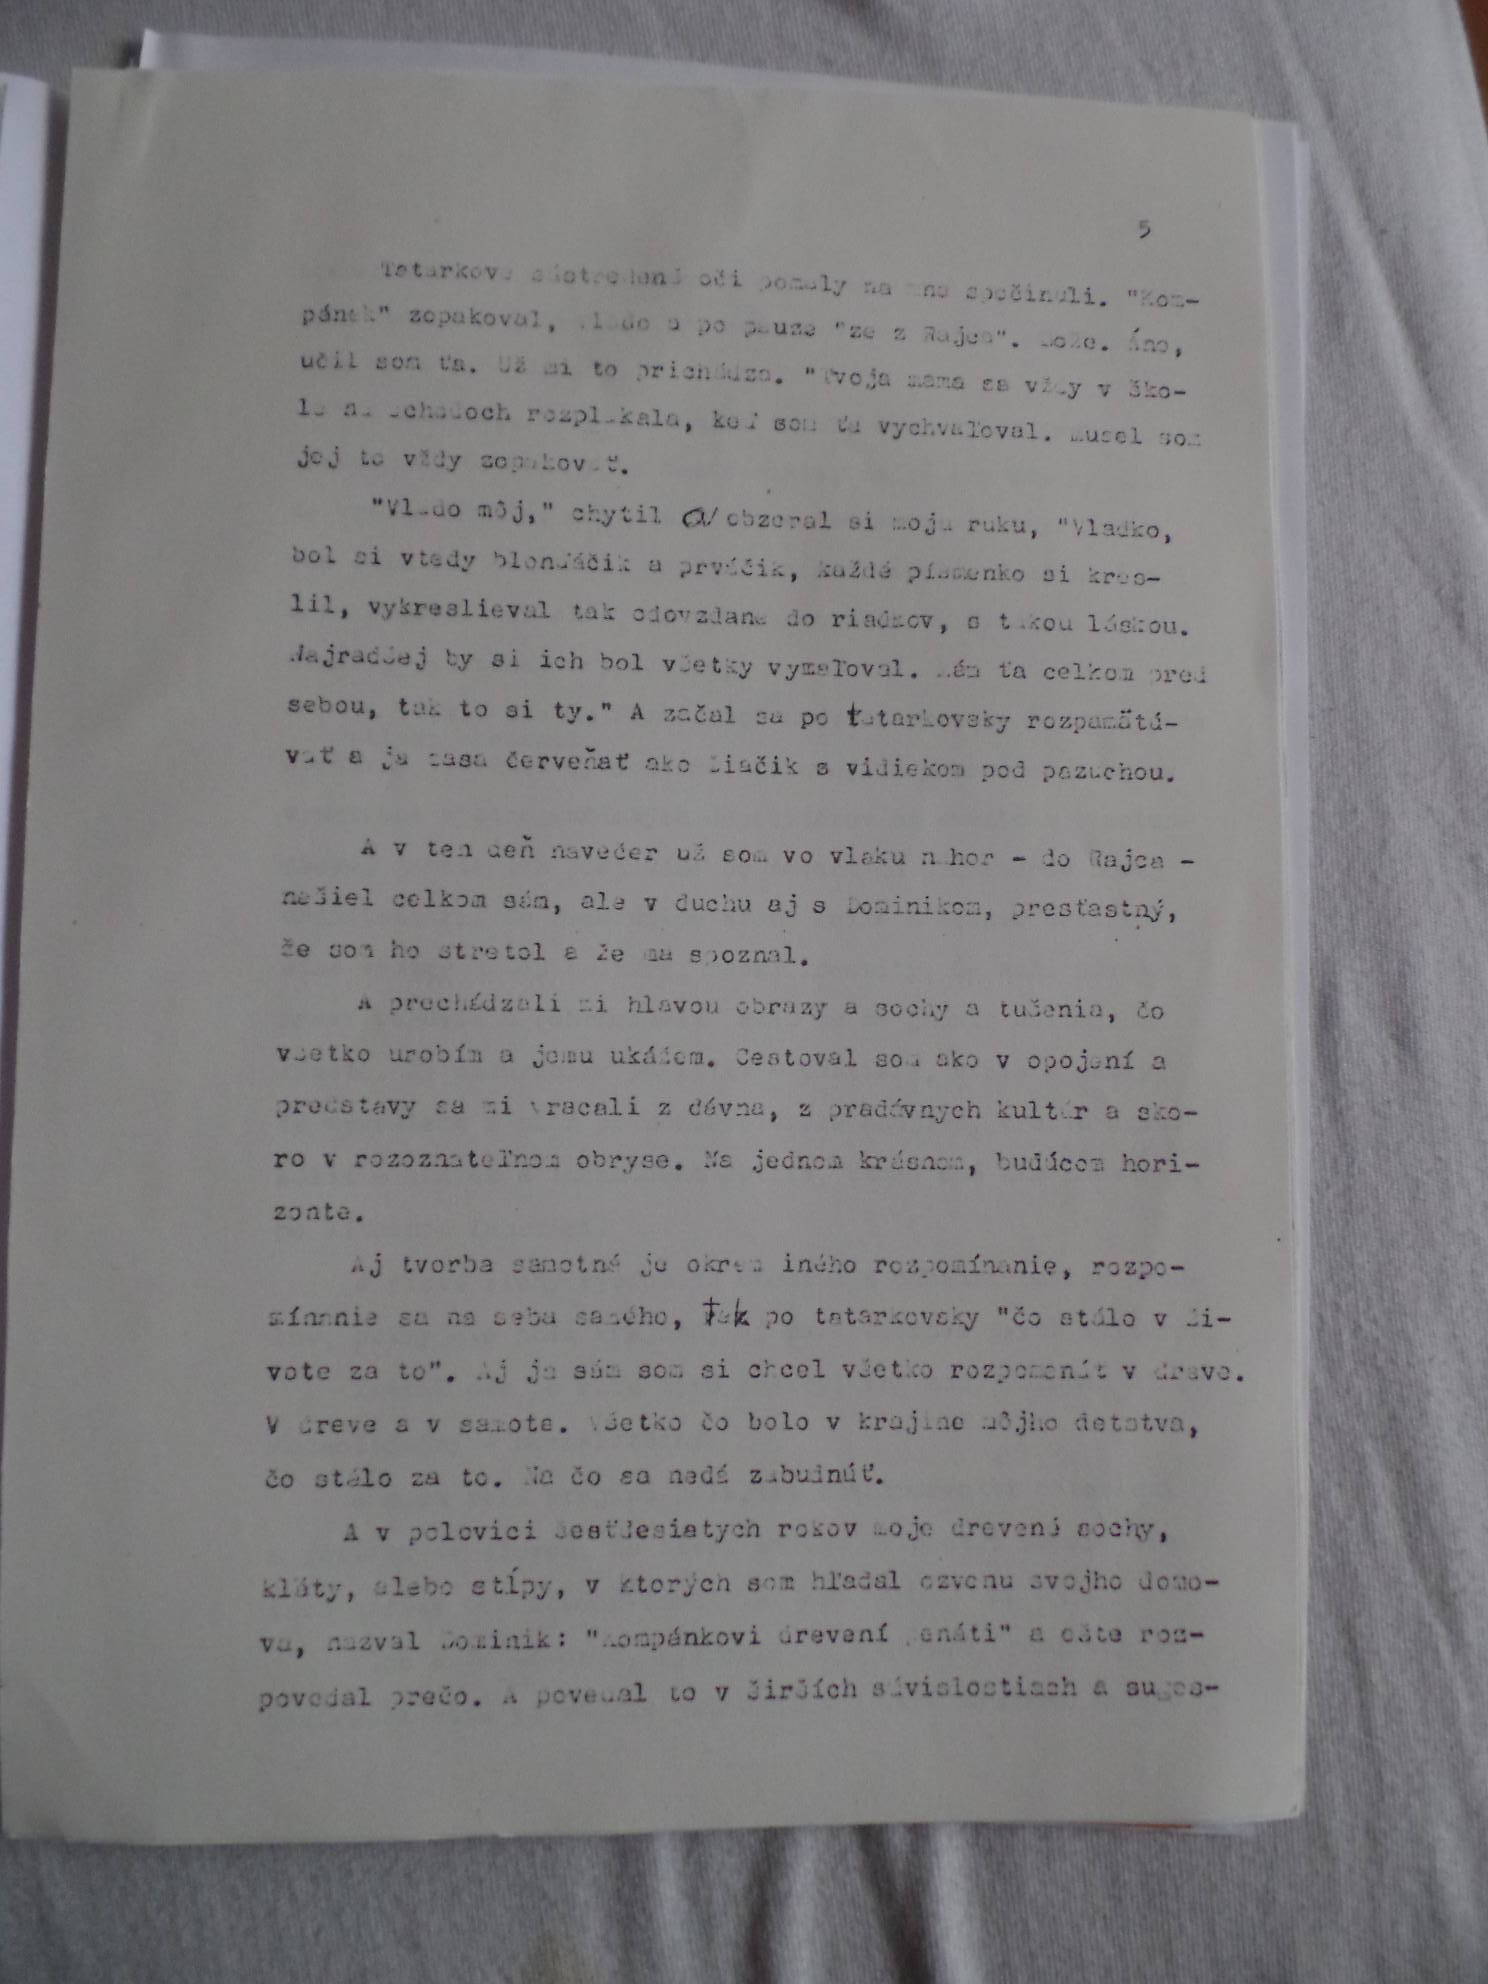 5
Tatarkove sústredené oči pomaly na mne spočinuli. "Kom-
pánek" zopakoval, Vlado a po pauze "ze z Rajca". Bože. Áno,
učil som ťa. Už mi to prichádza. "Tvoja mama sa vždy v ško-
le na schodoch rozplakala, keď som ťa vychvaľoval. Musel som
jej to vždy zopakovať.
"Vlado môj," chytil a obzeral si moju ruku, "Vladko,
bol si vtedy blondáčik a prváčik, každé písmenko si kres-
lil, vykreslieval tak odovzdane do riadkov, s takou láskou.
Najradšej by si ich bol všetky vymaľoval. Mám ťa celkom pred
sebou, tak to si ty." A začal sa po tatarkovsky rozpamätú-
vať a ja zasa červeňať ako žiačik s vidiekom pod pazuchou.
A v ten deň navečer už som vo vlaku nahor - do Rajca -
nešiel celkom sám, ale v duchu aj s Dominikom, presťastný,
že som ho stretol a že ma spoznal.
A prechádzali mi hlavou obrazy a sochy a tušenia, čo
všetko urobím a jemu ukážem. Cestoval som ako v opojení a
predstavy sa mi vracali z dávna, z pradávnych kultúr a sko-
ro v rozoznateľnom obryse. Na jednom krásnom, budúcom hori-
zonte.
Aj tvorba samotná je okrem iného rozpomínanie, rozpo-
mínanie sa na seba samého, tak po tatarkovsky "čo stálo v ži-
vote za to". Aj ja sám som si chcel všetko rozpomenúť v dreve.
V dreve a v samote. Všetko čo bolo v krajine môjho detstva,
čo stálo za to. Na čo sa nedá zabudnúť.
A v polovici šesťdesiatych rokov moje drevené sochy,
kláty, alebo stĺpy, v ktorých som hľadal ozvenu svojho domo-
va, nazval Dominik: "Kompánkovi drevení penáti" a ešte roz-
povedal prečo. A povedal to v širších súvislostiach a suges-